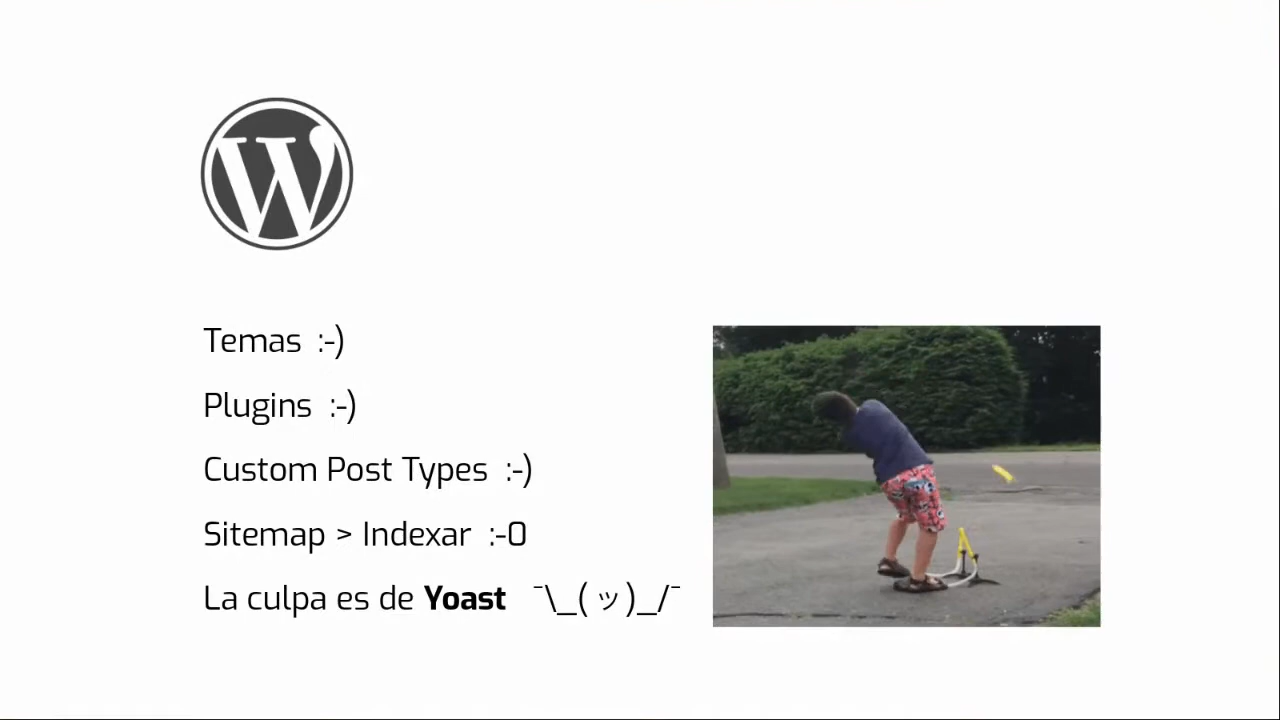 Temas :-)
Plugins :-)
Custom Post Types :-)
Sitemap > Indexar :-O
La culpa es de Yoast ¯\_(ツ)_/¯